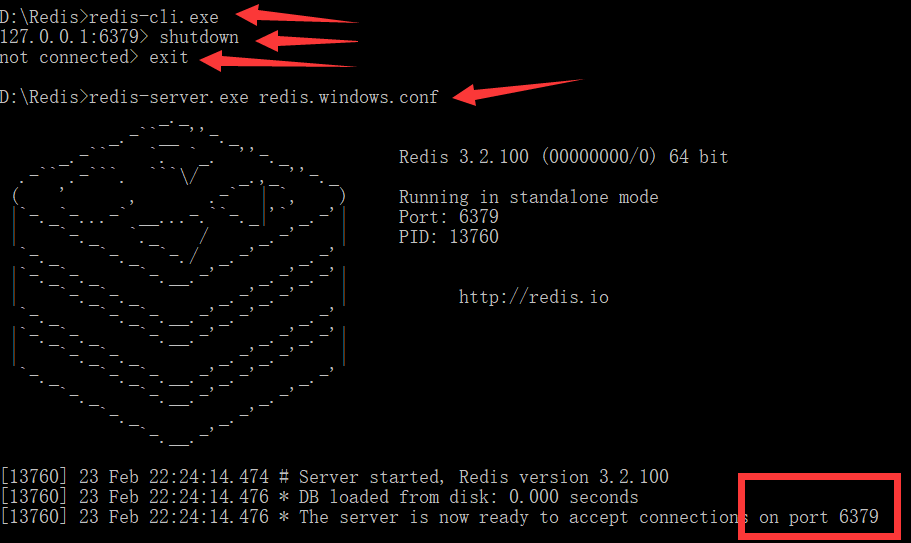 D:\Redis>redis-cli.exe
127.0.0.1:6379> shutdown
not connected> exit
D:\Redis>redis-server.exe redis.windows.conf
Redis 3.2.100 (00000000/0) 64 bit
Running in standalone mode
Port: 6379
PID: 13760
http://redis.io
[13760] 23 Feb 22:24:14.474 # Server started, Redis version 3.2.100
[13760] 23 Feb 22:24:14.476 * DB loaded from disk: 0.000 seconds
[13760] 23 Feb 22:24:14.476 * The server is now ready to accept connections on port 6379